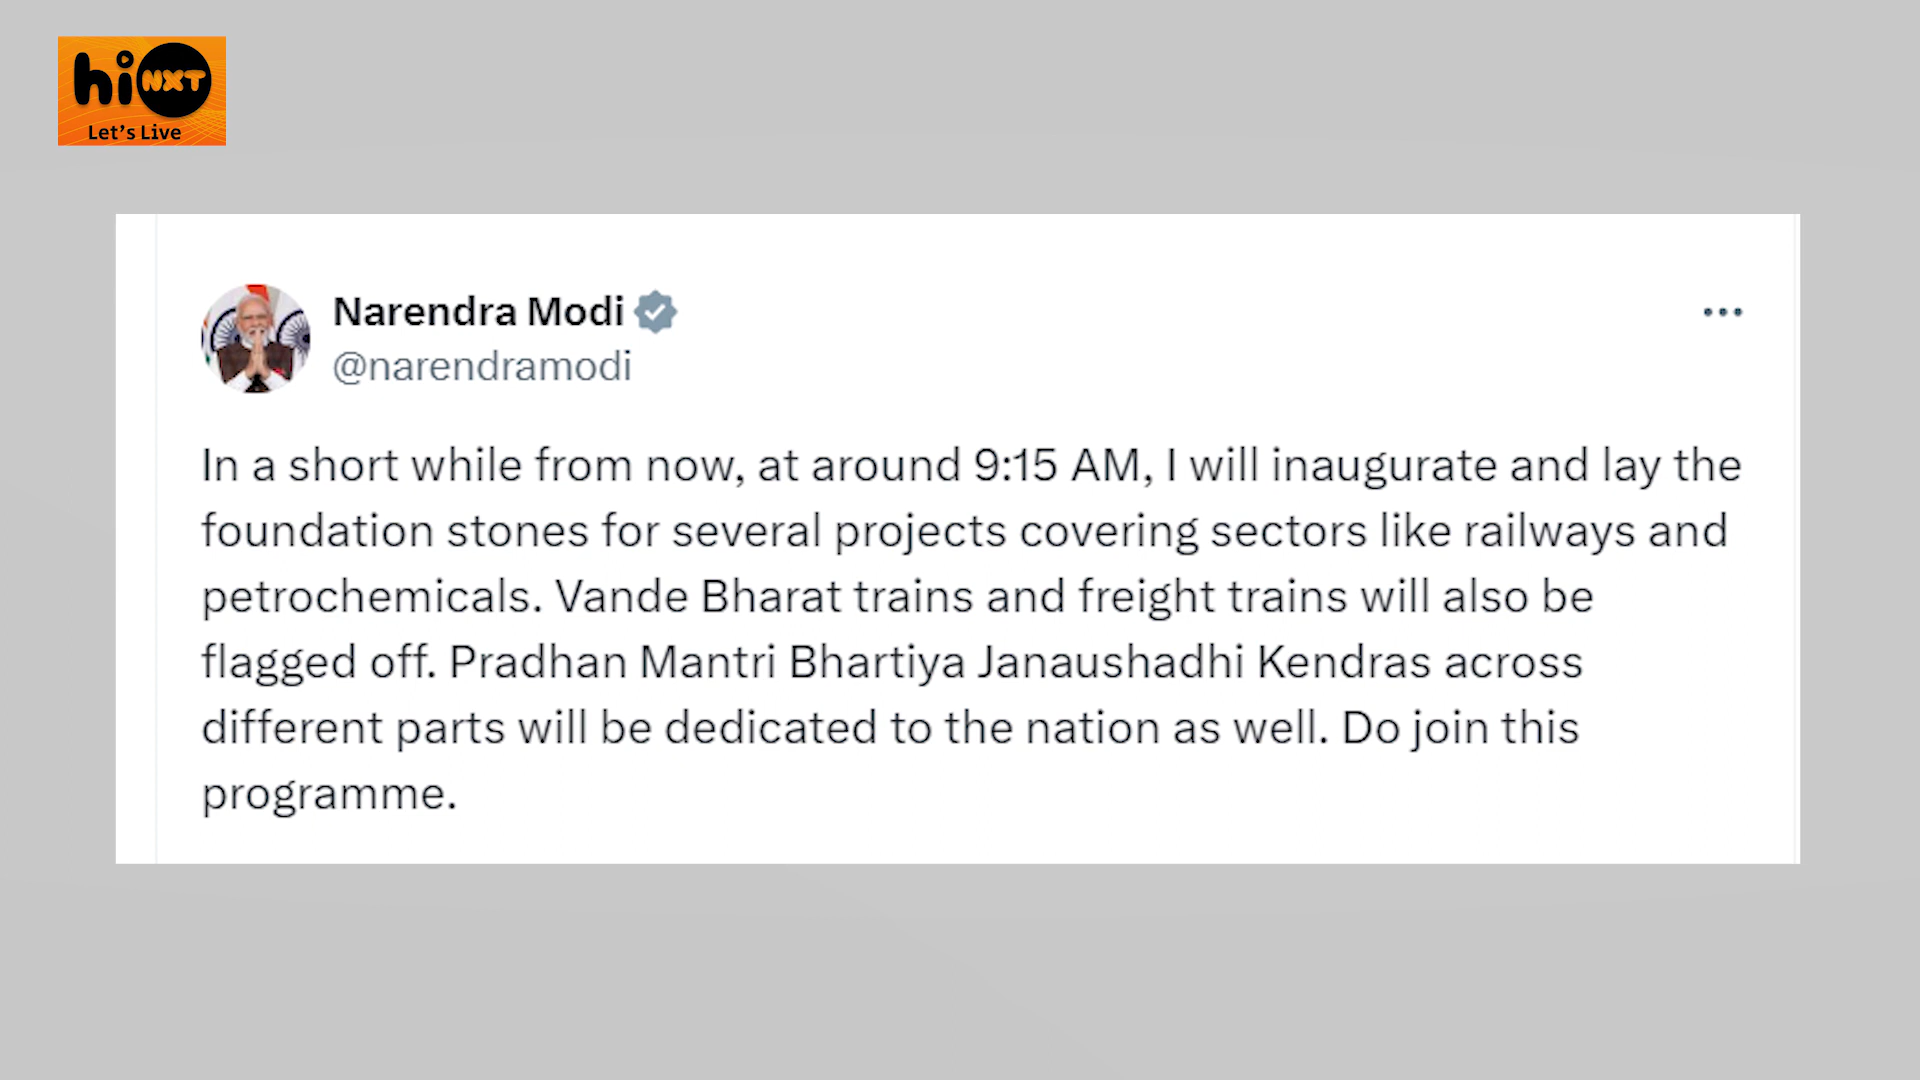 hi NXT
Let's Live
Narendra Modi
@narendramodi
In a short while from now, at around 9:15 AM, I will inaugurate and lay the
foundation stones for several projects covering sectors like railways and
petrochemicals. Vande Bharat trains and freight trains will also be
flagged off. Pradhan Mantri Bhartiya Janaushadhi Kendras across
different parts will be dedicated to the nation as well. Do join this
programme.